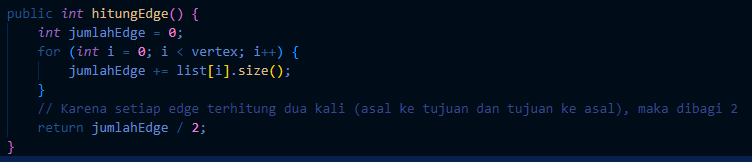 public int hitungEdge() {
    int jumlahEdge = 0;
    for (int i = 0; i < vertex; i++) {
        jumlahEdge += list[i].size();
    }
    // Karena setiap edge terhitung dua kali (asal ke tujuan dan tujuan ke asal), maka dibagi 2
    return jumlahEdge / 2;
}